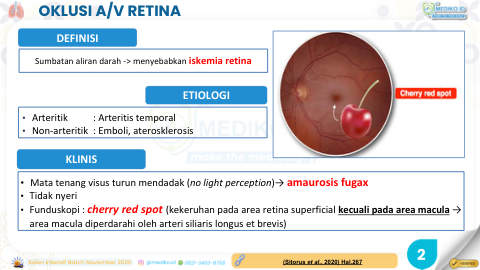 OKLUSI A/V RETINA
MEDIKO.ID
DEFINISI
Sumbatan aliran darah -> menyebabkan iskemia retina
ETIOLOGI
• Arteritik : Arteritis temporal
• Non-arteritik : Emboli, aterosklerosis
Cherry red spot
KLINIS
• Mata tenang visus turun mendadak (no light perception)→ amaurosis fugax
• Tidak nyeri
• Funduskopi : cherry red spot (kekeruhan pada area retina superficial kecuali pada area macula →
area macula diperdarahi oleh arteri siliaris longus et brevis)
(Sitorus et al., 2020) Hal.267
2